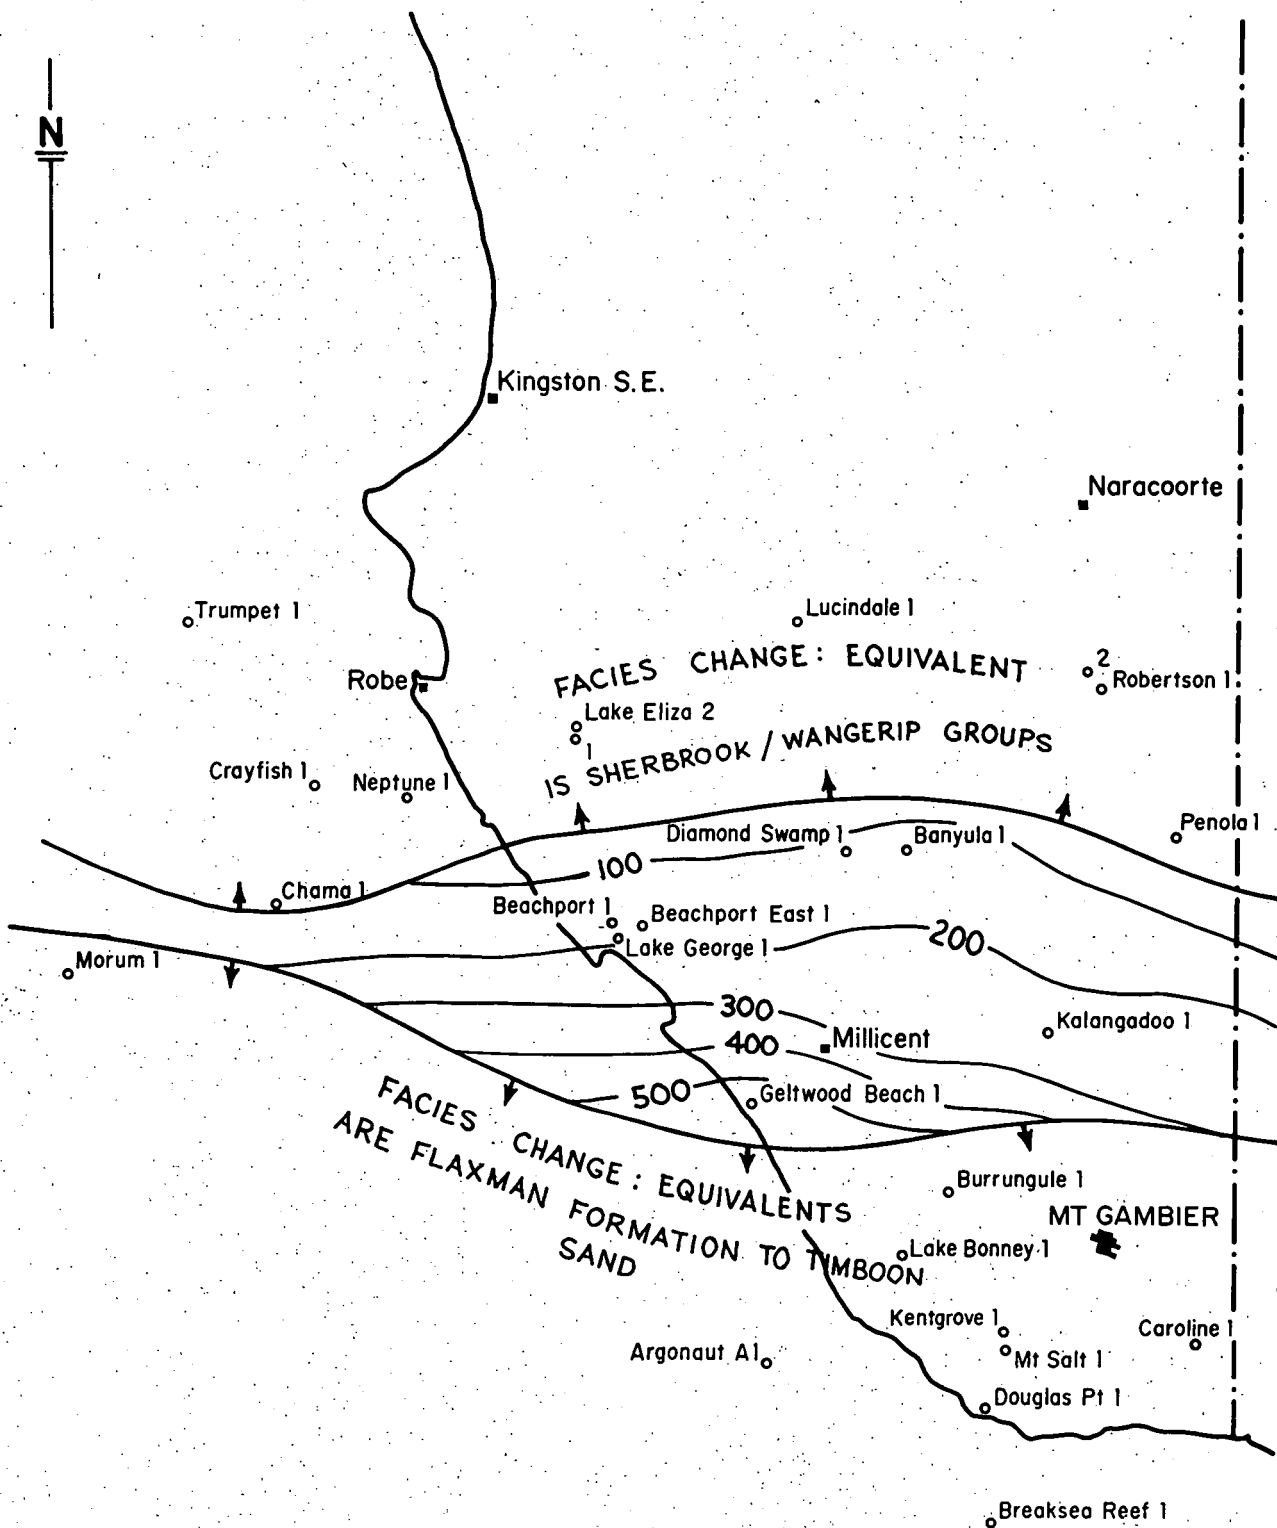 N
Kingston S.E.
Naracoorte
Trumpet 1
Lucindale 1
FACIES CHANGE: EQUIVALENT
2
Robertson 1
Robe
Lake Eliza 2
1
IS SHERBROOK / WANGERIP GROUPS
Crayfish 1
Neptune 1
Penola 1
Diamond Swamp 1
Banyula 1
100
Chama 1
Beachport 1
Beachport East 1
200
Lake George 1
Morum 1
300
Kalangadoo 1
Millicent
400
500
Geltwood Beach 1
FACIES CHANGE: EQUIVALENTS
ARE FLAXMAN FORMATION TO TIMBOON
SAND
Burrungule 1
MT GAMBIER
Lake Bonney 1
Kentgrove 1
Caroline 1
Argonaut A1
Mt Salt 1
Douglas Pt 1
Breaksea Reef 1